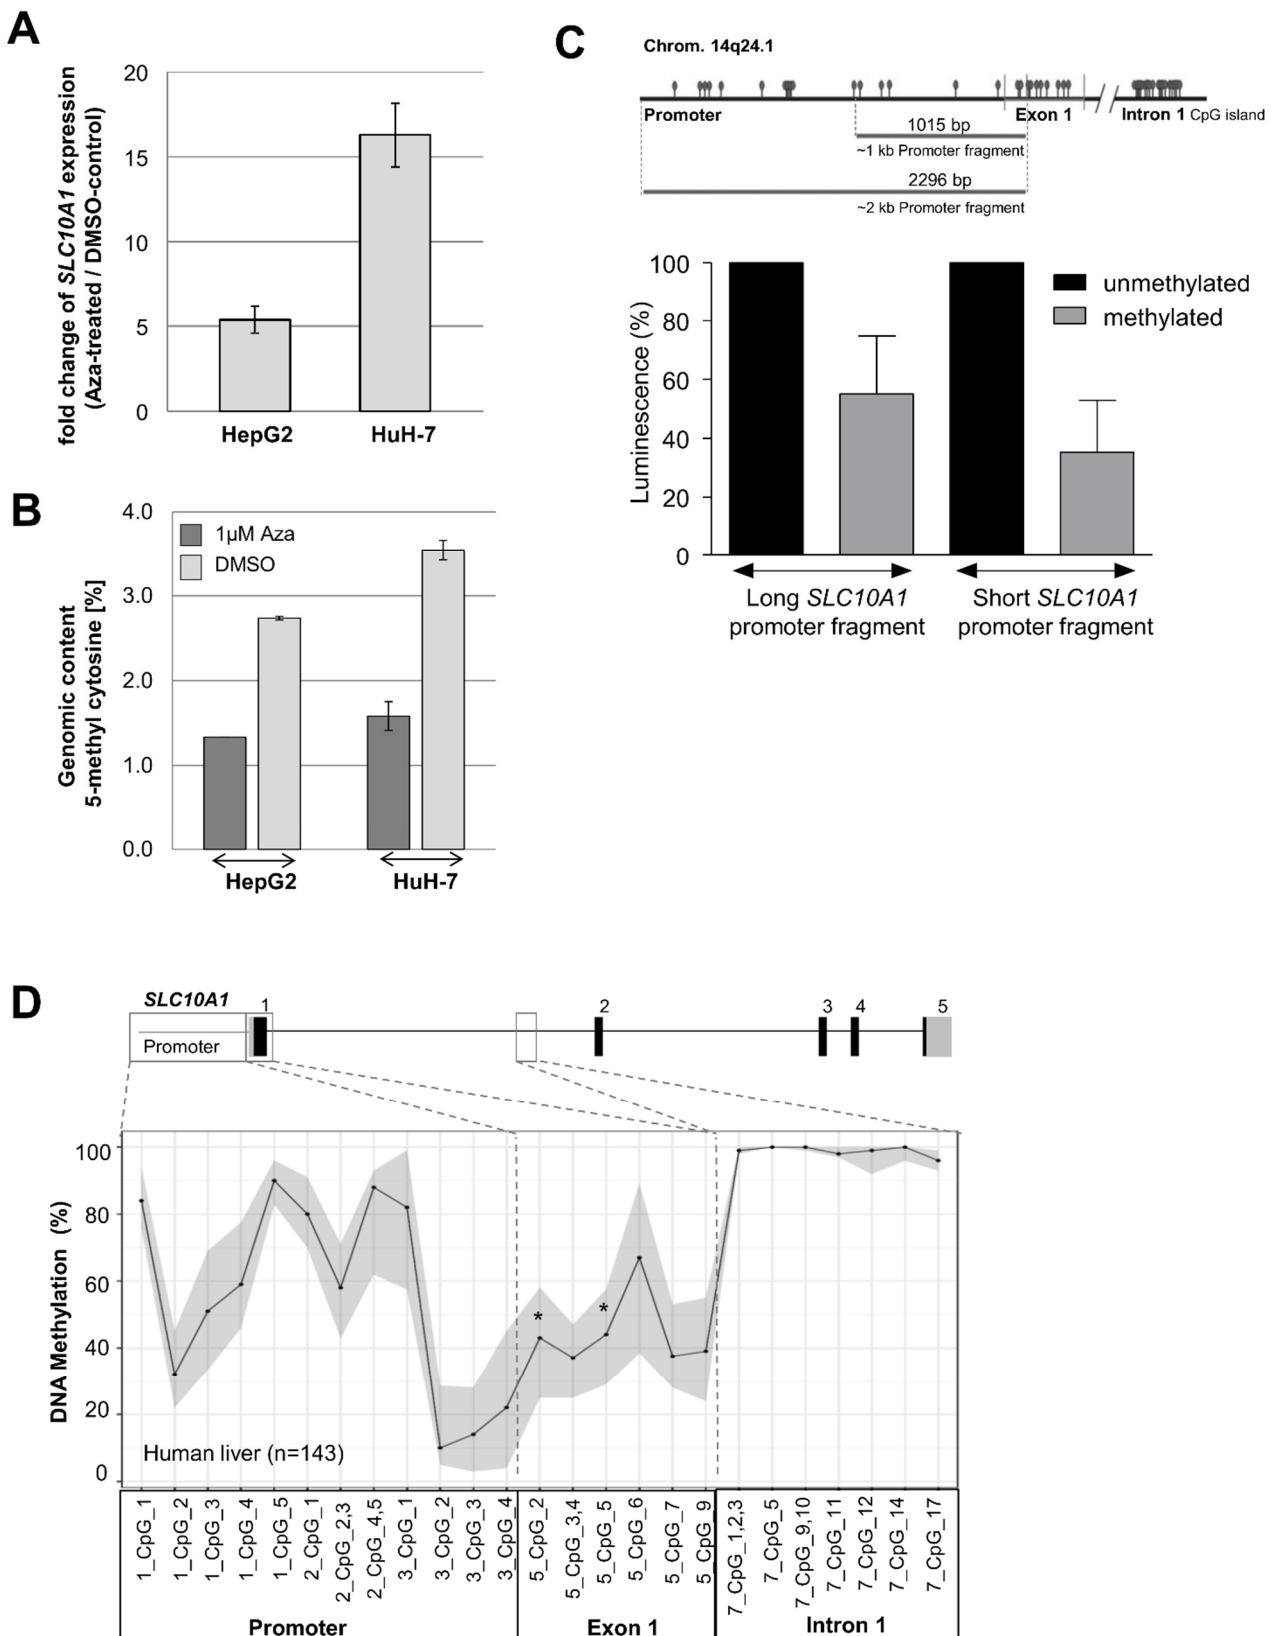 A
fold change of SLC10A1 expression
(Aza-treated / DMSO-control)
20
15
10
5
0
HepG2
HuH-7
B
Genomic content
5-methyl cytosine [%]
4.0
3.0
2.0
1.0
0.0
1µM Aza
DMSO
HepG2
HuH-7
C
Chrom. 14q24.1
Promoter
Exon 1
Intron 1 CpG island
1015 bp
~1 kb Promoter fragment
2296 bp
~2 kb Promoter fragment
Luminescence (%)
100
80
60
40
20
0
unmethylated
methylated
Long SLC10A1
promoter fragment
Short SLC10A1
promoter fragment
D
SLC10A1
Promoter
1
2
3
4
5
DNA Methylation (%)
100
80
60
40
20
0
*
*
Human liver (n=143)
1_CpG_1
1_CpG_2
1_CpG_3
1_CpG_4
1_CpG_5
2_CpG_1
2_CpG_2,3
2_CpG_4,5
3_CpG_1
3_CpG_2
3_CpG_3
3_CpG_4
5_CpG_2
5_CpG_3,4
5_CpG_5
5_CpG_6
5_CpG_7
5_CpG_9
7_CpG_1,2,3
7_CpG_5
7_CpG_9,10
7_CpG_11
7_CpG_12
7_CpG_14
7_CpG_17
Promoter
Exon 1
Intron 1